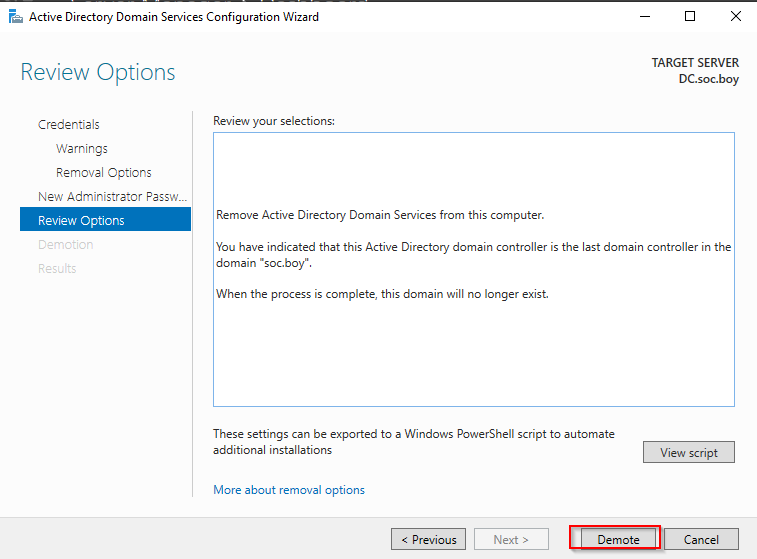 Active Directory Domain Services Configuration Wizard
Review Options
TARGET SERVER
DC.soc.boy
Credentials
Warnings
Removal Options
New Administrator Passw...
Review Options
Demotion
Results
Review your selections:
Remove Active Directory Domain Services from this computer.
You have indicated that this Active Directory domain controller is the last domain controller in the
domain "soc.boy".
When the process is complete, this domain will no longer exist.
These settings can be exported to a Windows PowerShell script to automate
additional installations
View script
More about removal options
< Previous
Next >
Demote
Cancel